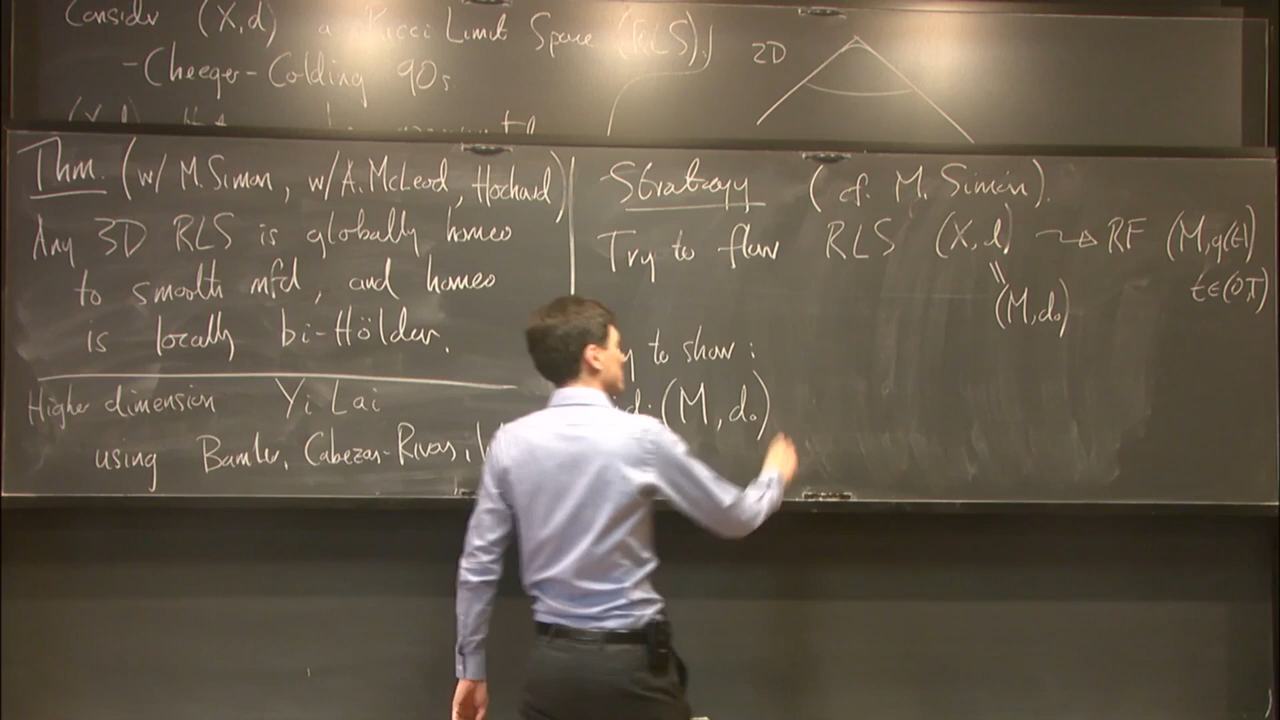 Consider (X,d) a Ricci Limit Space (RLS),
-Cheeger-Colding 90s
2D
Thm. (w/ M.Simon, w/A.McLeod, Hochard)
Any 3D RLS is globally homeo
to smooth mfd, and homeo
is locally bi-Hölder.
Higher dimension Yi Lai
using Bamler, Cabezas-Rivas,
Strategy (cf. M. Simon).
Try to flow RLS (X,d) ⇝ RF (M,g(t))
t∈(0,T)
=
(M,d₀)
to show :
id: (M,d₀)